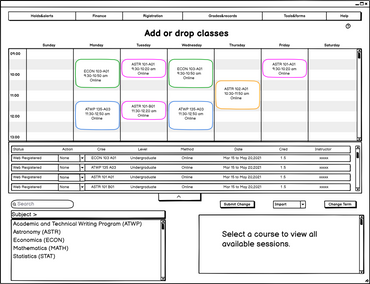 Holds&alerts Finance Registration Grades&records Tools&forms Help
Add or drop classes
Sunday Monday Tuesday Wednesday Thursday Friday Saturday
09:00
10:00
11:00
12:00
13:00
ECON 103-A01
9:30-10:50 am
Online
ASTR 101-A01
9:30-10:20 am
Online
ECON 103-A01
9:30-10:50 am
Online
ASTR 102-A01
10:30-11:50 am
Online
ASTR 101-A01
9:30-10:20 am
Online
ATWP 135-A03
11:30-12:50 am
Online
ASTR 101-B01
11:30-12:20 am
Online
ATWP 135-A03
11:30-12:50 am
Online
Status Action Crse Level Method Date Cred Instructor
Web Registered None ECON 103 A01 Undergraduate Online Mar 15 to May 20,2021 1.5 xxxx
Web Registered None ATWP 135 A03 Undergraduate Online Mar 15 to May 20,2021 1.5 xxxx
Web Registered None ASTR 101 A01 Undergraduate Online Mar 15 to May 20,2021 1.5 xxxx
Web Registered None ASTR 101 B01 Undergraduate Online Mar 15 to May 20,2021 1.5 xxxx
Search
Submit Change Import Change Term
Subject >
Academic and Technical Writing Program (ATWP)
Astronomy (ASTR)
Economics (ECON)
Mathematics (MATH)
Statistics (STAT)
Select a course to view all
available sessions.